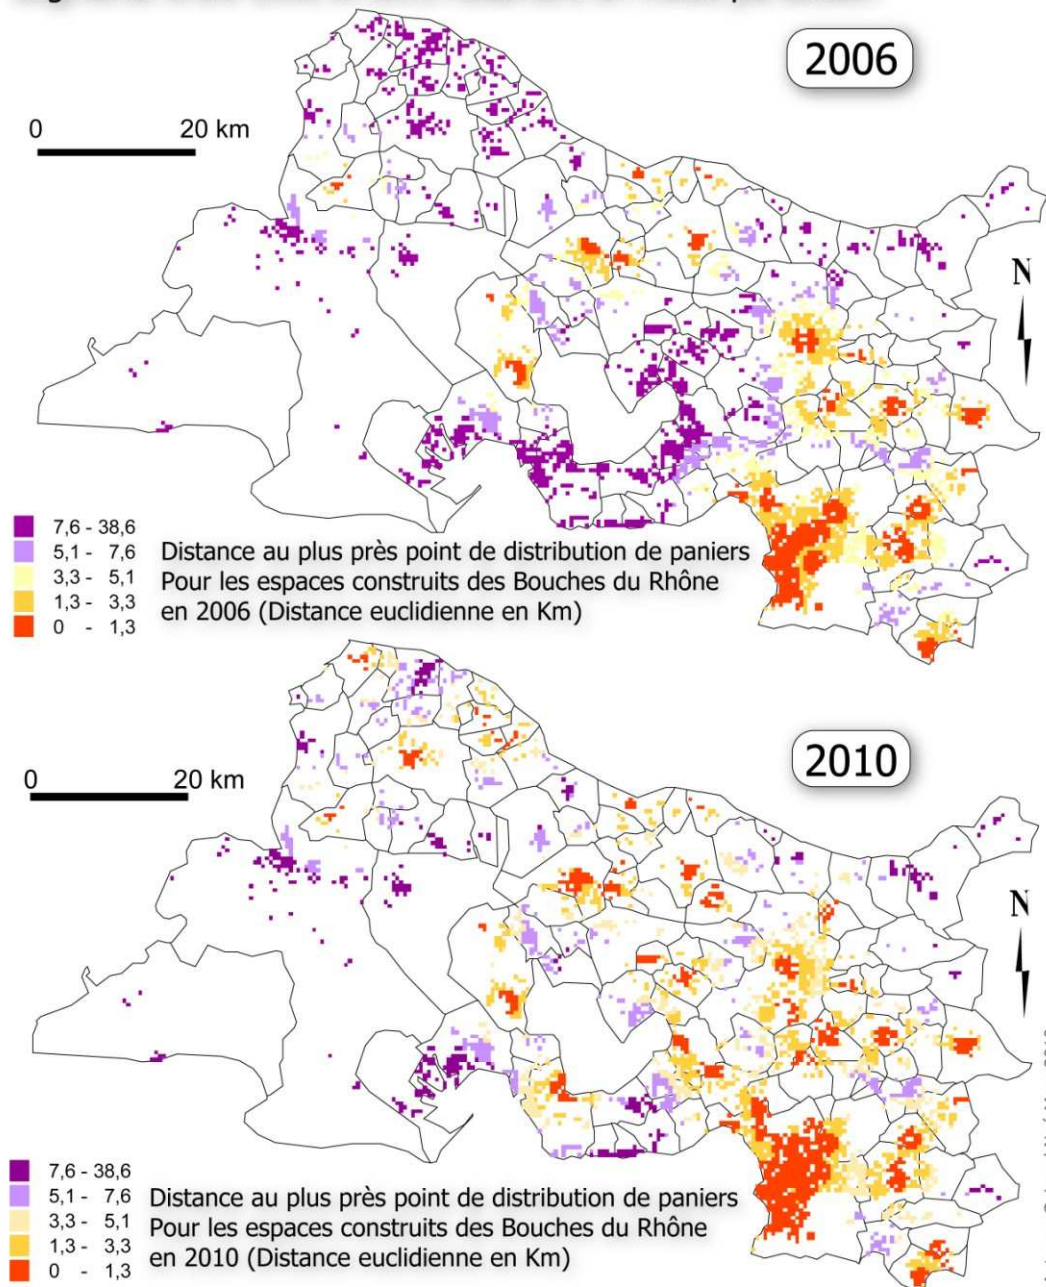 2006
0 20 km
N
7,6 - 38,6
5,1 - 7,6
3,3 - 5,1
1,3 - 3,3
0 - 1,3
Distance au plus près point de distribution de paniers
Pour les espaces construits des Bouches du Rhône
en 2006 (Distance euclidienne en Km)
2010
0 20 km
N
7,6 - 38,6
5,1 - 7,6
3,3 - 5,1
1,3 - 3,3
0 - 1,3
Distance au plus près point de distribution de paniers
Pour les espaces construits des Bouches du Rhône
en 2010 (Distance euclidienne en Km)